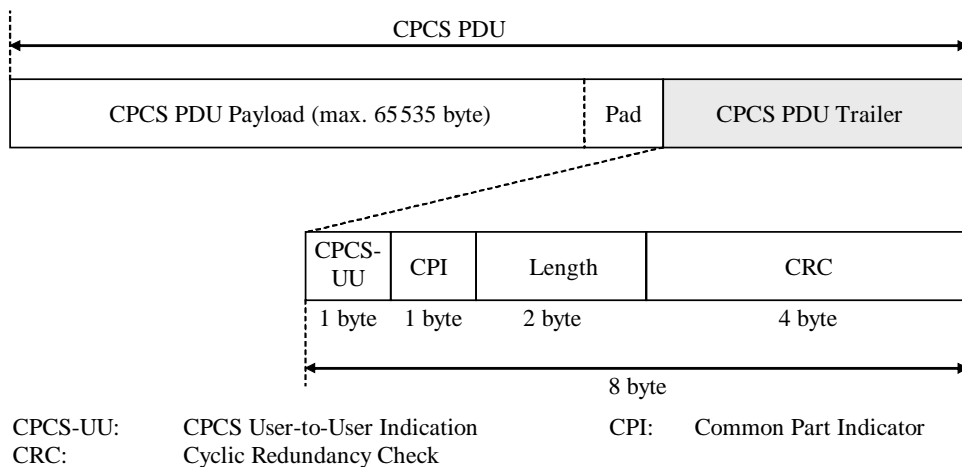 CPCS PDU
CPCS PDU Payload (max. 65535 byte) Pad CPCS PDU Trailer
CPCS-
UU CPI Length CRC
1 byte 1 byte 2 byte 4 byte
8 byte
CPCS-UU: CPCS User-to-User Indication CPI: Common Part Indicator
CRC: Cyclic Redundancy Check